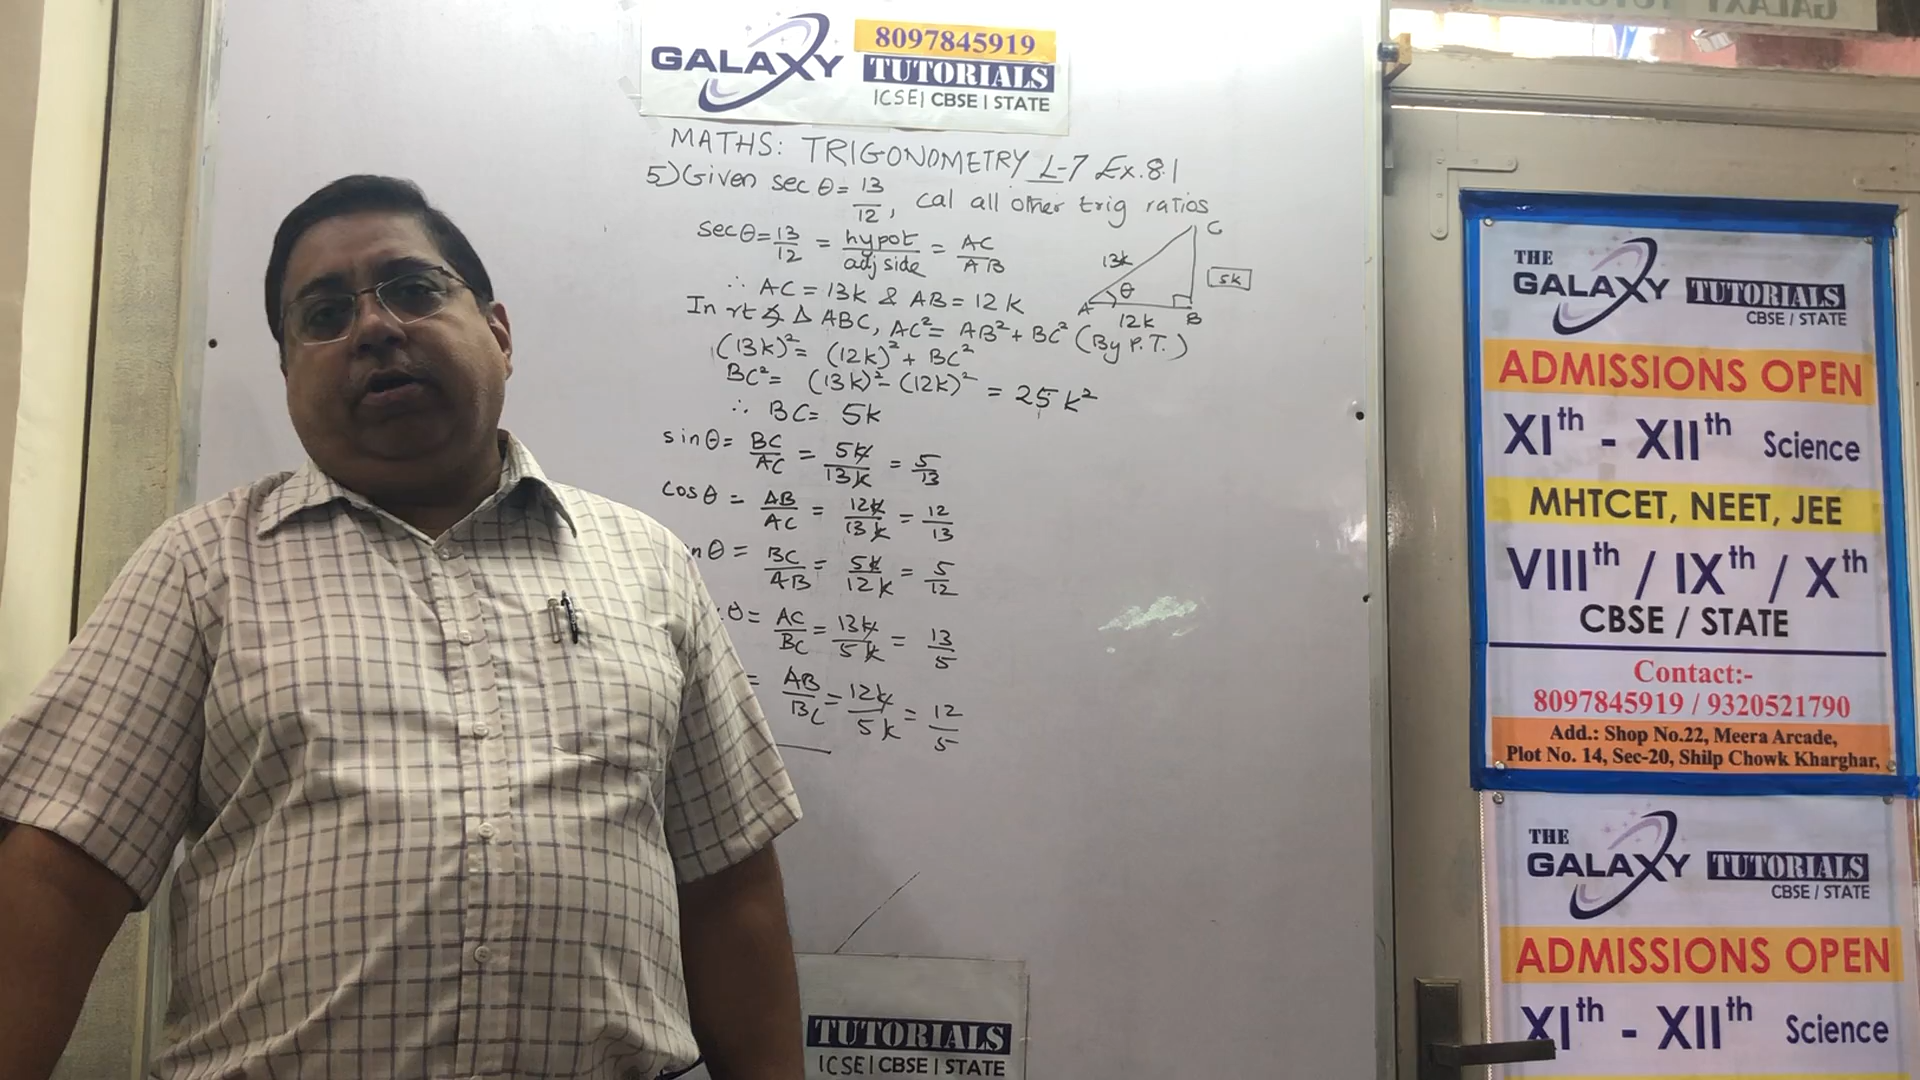 GALAXY TUTORIALS
8097845919
ICSE | CBSE | STATE
MATHS: TRIGONOMETRY L-7 Ex.8.1
5) Given sec θ = 13/12, cal all other trig ratios
sec θ = 13/12 = hypot/adj side = AC/AB
∴ AC = 13k & AB = 12k
In rt Δ ABC, AC² = AB² + BC² (By P.T.)
(13k)² = (12k)² + BC²
BC² = (13k)² - (12k)² = 25k²
∴ BC = 5k
C
13k
5k
θ
A
12k
B
sin θ = BC/AC = 5k/13k = 5/13
cos θ = AB/AC = 12k/13k = 12/13
n θ = BC/AB = 5k/12k = 5/12
θ = AC/BC = 13k/5k = 13/5
= AB/BC = 12k/5k = 12/5
TUTORIALS
ICSE | CBSE | STATE
GALAXY TUTORIALS
THE
GALAXY TUTORIALS
CBSE / STATE
ADMISSIONS OPEN
XIth - XIIth Science
MHTCET, NEET, JEE
VIIIth / IXth / Xth
CBSE / STATE
Contact:-
8097845919 / 9320521790
Add.: Shop No.22, Meera Arcade,
Plot No. 14, Sec-20, Shilp Chowk Kharghar,
THE
GALAXY TUTORIALS
CBSE / STATE
ADMISSIONS OPEN
XIth - XIIth Science